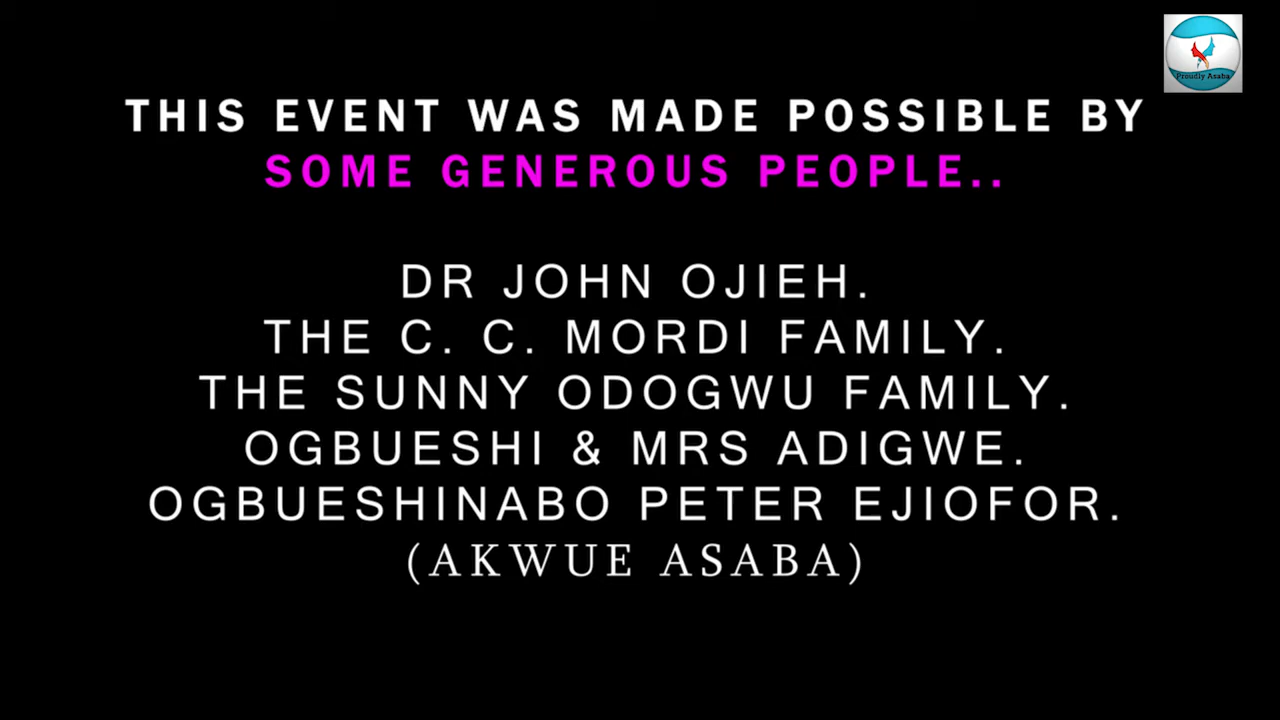 Proudly Asaba
THIS EVENT WAS MADE POSSIBLE BY
SOME GENEROUS PEOPLE..
DR JOHN OJIEH.
THE C. C. MORDI FAMILY.
THE SUNNY ODOGWU FAMILY.
OGBUESHI & MRS ADIGWE.
OGBUESHINABO PETER EJIOFOR.
(AKWUE ASABA)